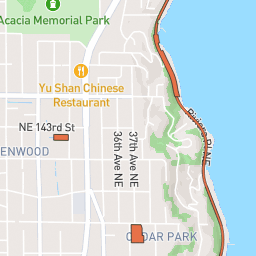 Acacia Memorial Park
Yu Shan Chinese
Restaurant
Riviera Pl NE
NE 143rd St
36th Ave NE
37th Ave NE
CEDAR PARK